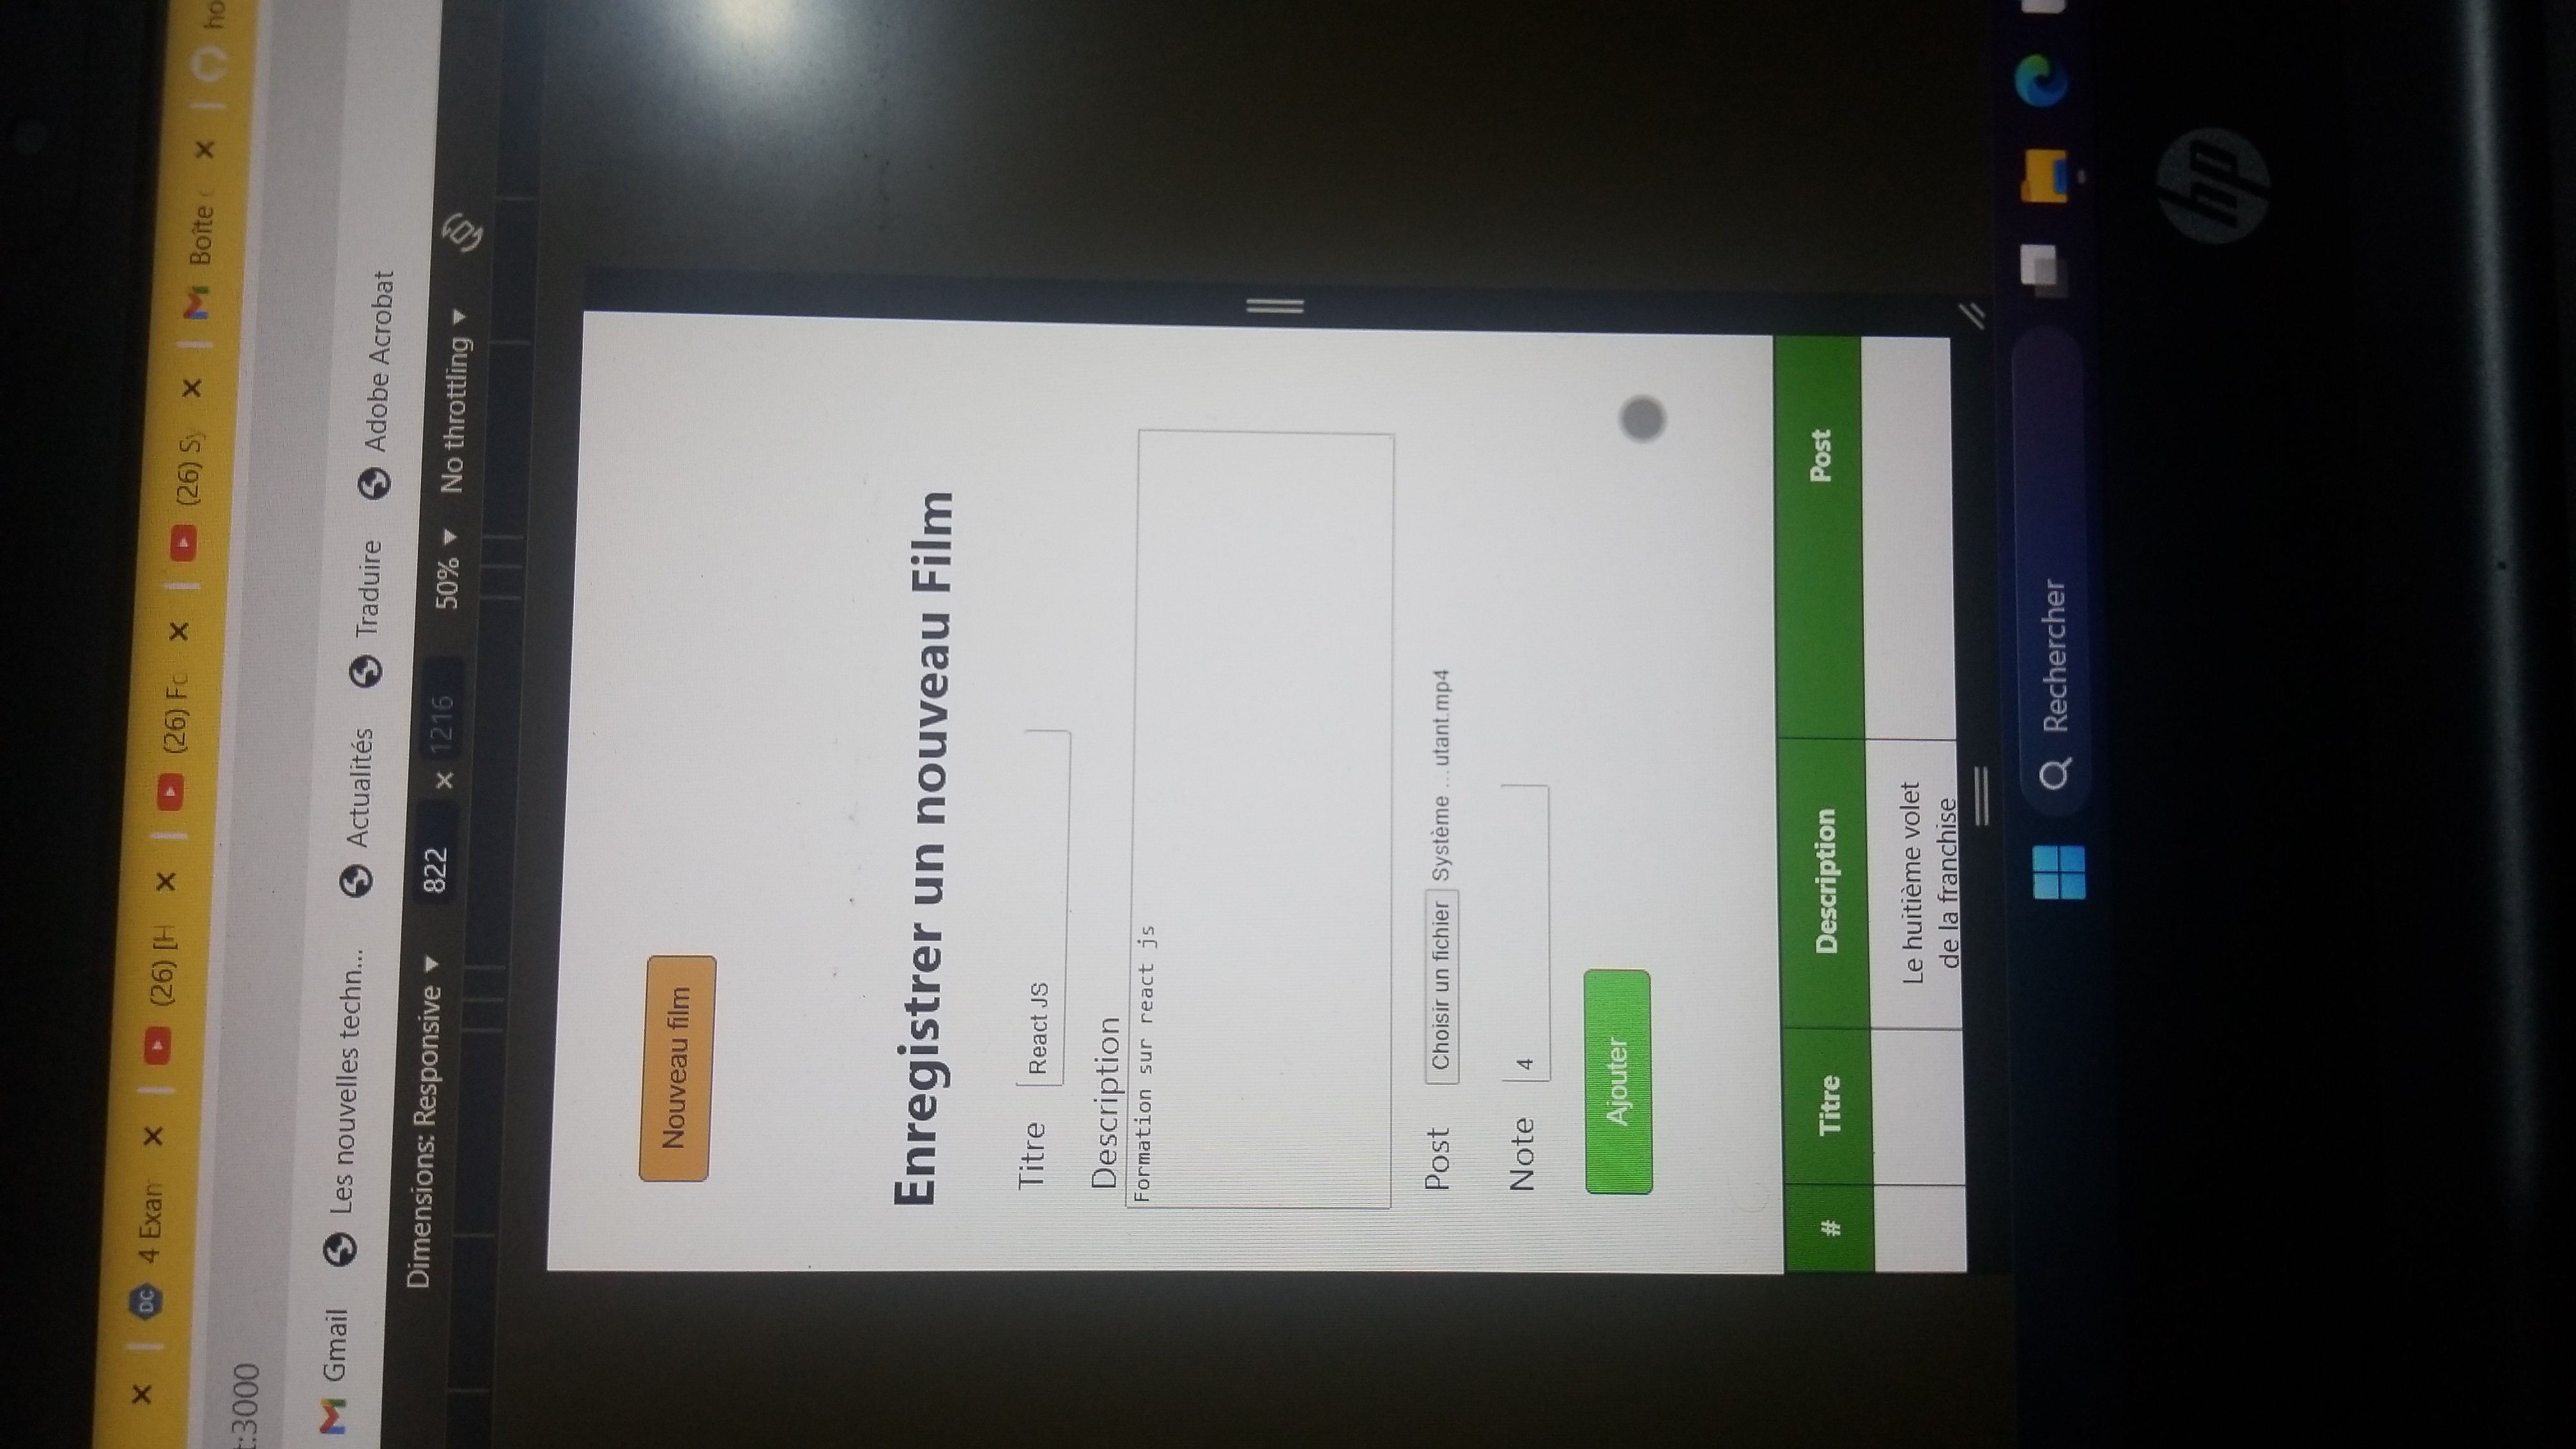 DC 4 Exan
(26) [H
(26) Fo
(26) Sy
Boîte
ho
t:3000
Gmail
Les nouvelles techn...
Actualités
Traduire
Adobe Acrobat
Dimensions: Responsive
822 × 1216
50%
No throttling
Nouveau film
Enregistrer un nouveau Film
Titre
React JS
Description
Formation sur react js
Post
Choisir un fichier
Système ...utant.mp4
Note
4
Ajouter
# Titre Description Post
Le huitième volet
de la franchise
Rechercher
hp